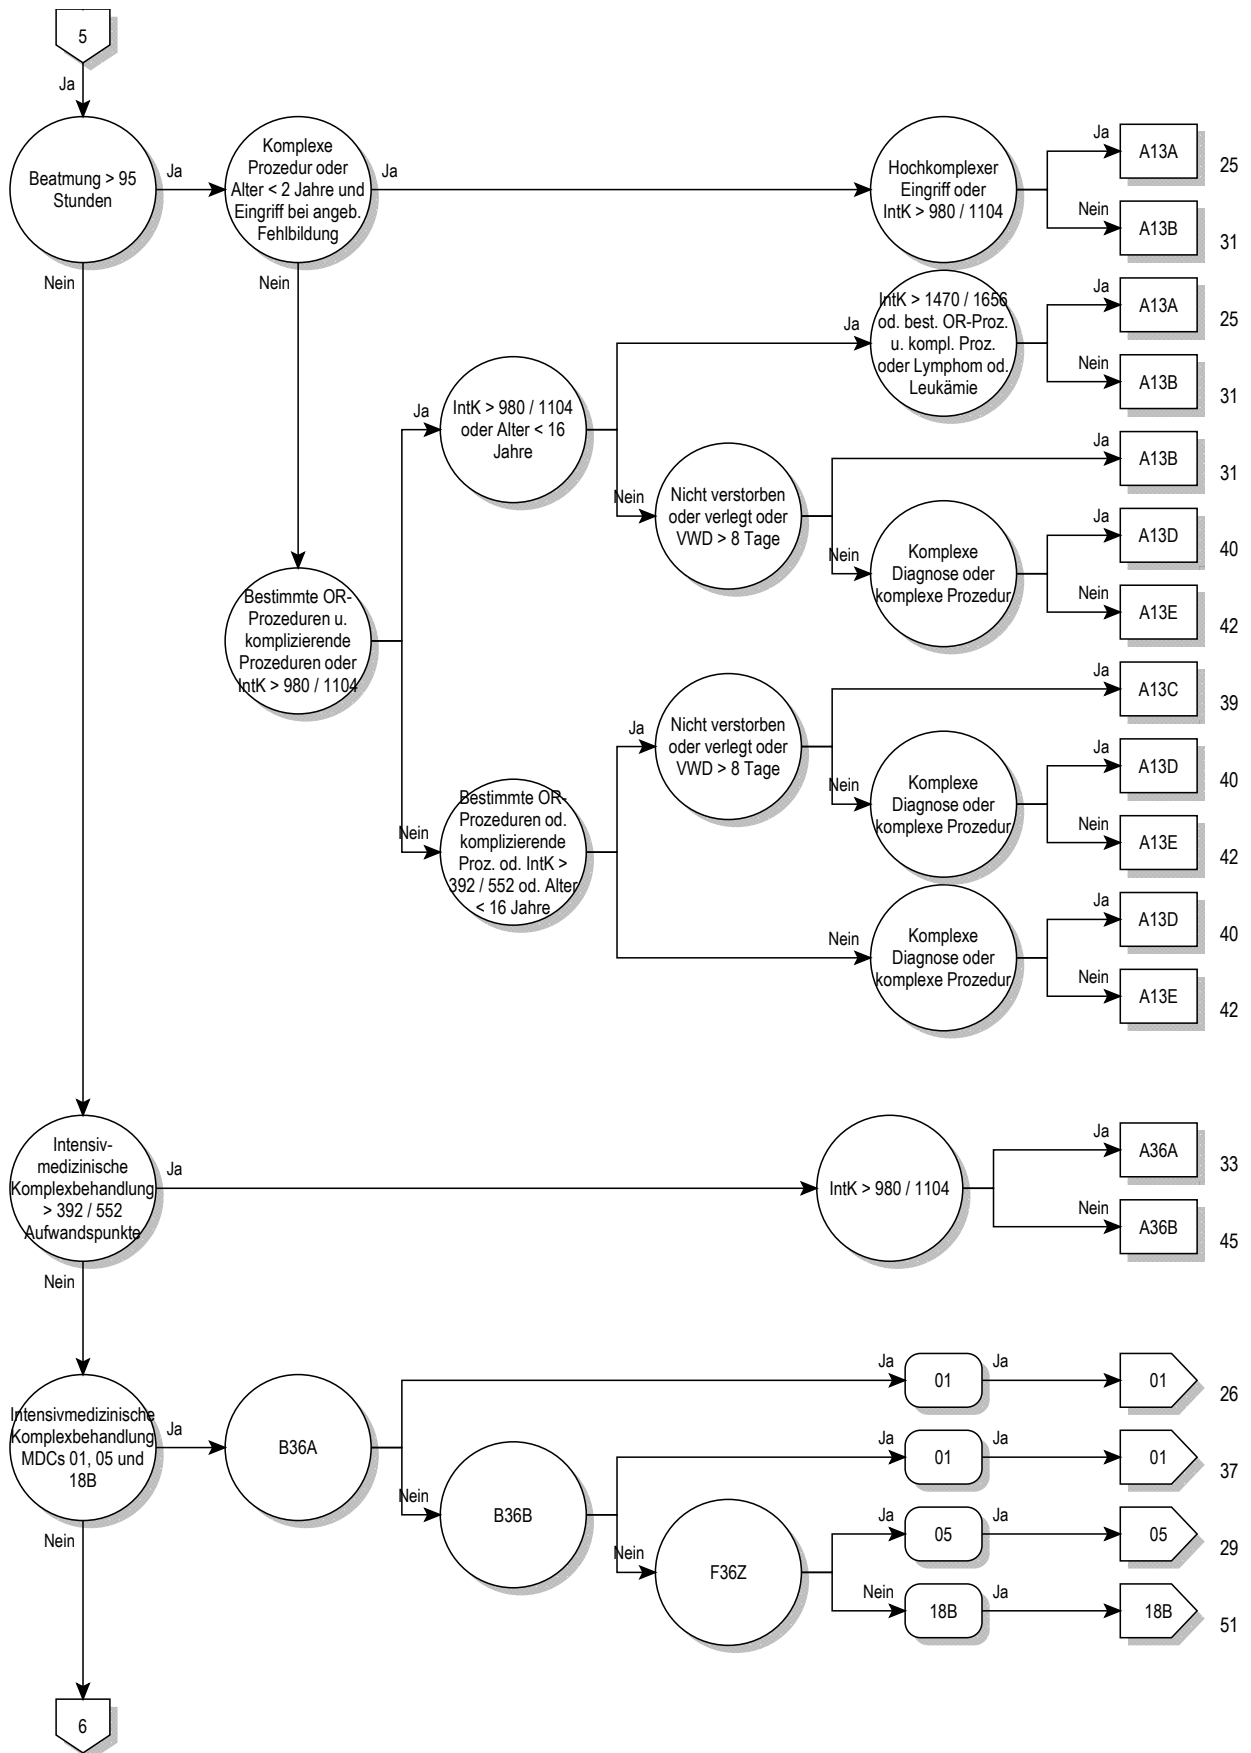 5
Ja
Beatmung > 95
Stunden
Ja
Komplexe
Prozedur oder
Alter < 2 Jahre und
Eingriff bei angeb.
Fehlbildung
Ja
Hochkomplexer
Eingriff oder
IntK > 980 / 1104
Ja
A13A
25
Nein
A13B
31
Nein
Nein
Ja
IntK > 1470 / 1656
od. best. OR-Proz.
u. kompl. Proz.
oder Lymphom od.
Leukämie
Ja
A13A
25
Nein
A13B
31
Ja
IntK > 980 / 1104
oder Alter < 16
Jahre
Nein
Nicht verstorben
oder verlegt oder
VWD > 8 Tage
Ja
A13B
31
Nein
Komplexe
Diagnose oder
komplexe Prozedur
Ja
A13D
40
Nein
A13E
42
Bestimmte OR-
Prozeduren u.
komplizierende
Prozeduren oder
IntK > 980 / 1104
Ja
Nicht verstorben
oder verlegt oder
VWD > 8 Tage
Ja
A13C
39
Nein
Komplexe
Diagnose oder
komplexe Prozedur
Ja
A13D
40
Nein
A13E
42
Nein
Bestimmte OR-
Prozeduren od.
komplizierende
Proz. od. IntK >
392 / 552 od. Alter
< 16 Jahre
Nein
Komplexe
Diagnose oder
komplexe Prozedur
Ja
A13D
40
Nein
A13E
42
Intensiv-
medizinische
Komplexbehandlung
> 392 / 552
Aufwandspunkte
Ja
IntK > 980 / 1104
Ja
A36A
33
Nein
A36B
45
Nein
Intensivmedizinische
Komplexbehandlung
MDCs 01, 05 und
18B
Ja
B36A
Ja
01
Ja
01
26
Nein
B36B
Ja
01
Ja
01
37
Nein
F36Z
Ja
05
Ja
05
29
Nein
18B
Ja
18B
51
Nein
6